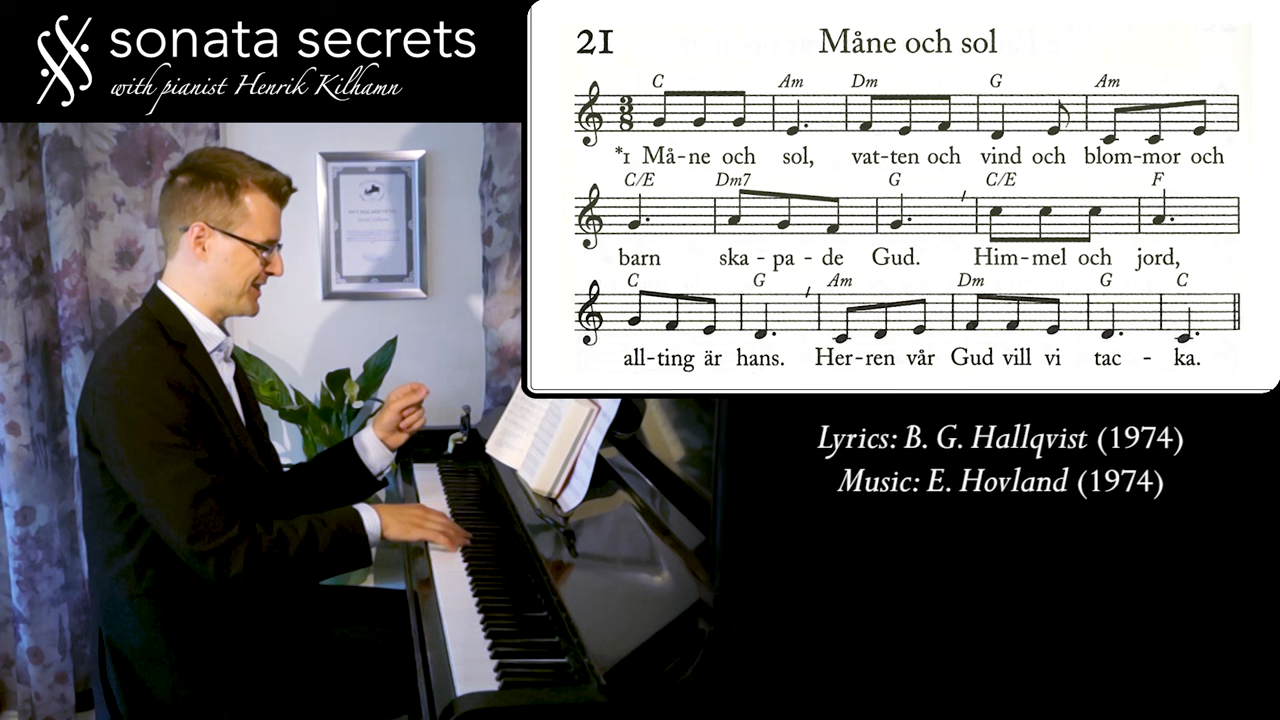 sonata secrets
with pianist Henrik Kilhamn
21 Måne och sol
C Am Dm G Am
3/8
*1 Må-ne och sol, vat-ten och vind och blom-mor och
C/E Dm7 G C/E F
barn ska-pa-de Gud. Him-mel och jord,
C G Am Dm G C
all-ting är hans. Her-ren vår Gud vill vi tac-ka.
Lyrics: B. G. Hallqvist (1974)
Music: E. Hovland (1974)